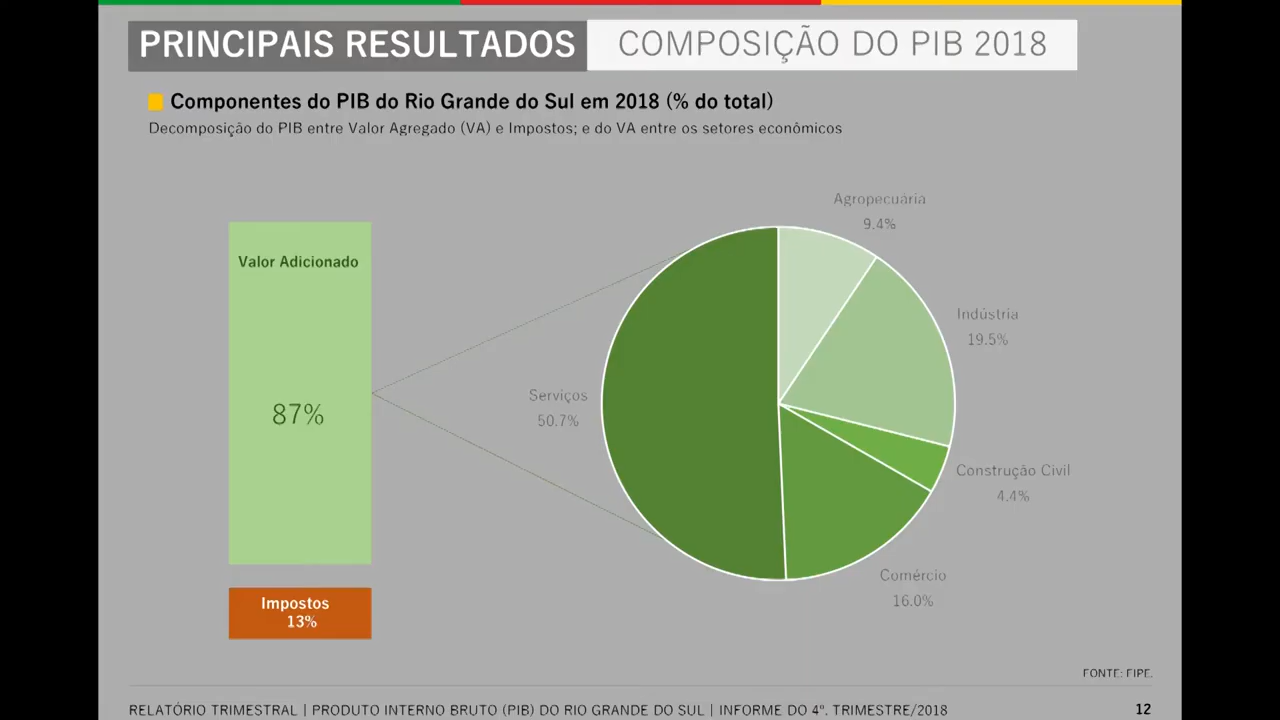 PRINCIPAIS RESULTADOS
COMPOSIÇÃO DO PIB 2018
Componentes do PIB do Rio Grande do Sul em 2018 (% do total)
Decomposição do PIB entre Valor Agregado (VA) e Impostos; e do VA entre os setores econômicos
Valor Adicionado
87%
Impostos
13%
Agropecuária
9.4%
Indústria
19.5%
Construção Civil
4.4%
Comércio
16.0%
Serviços
50.7%
FONTE: FIPE.
RELATÓRIO TRIMESTRAL | PRODUTO INTERNO BRUTO (PIB) DO RIO GRANDE DO SUL | INFORME DO 4º. TRIMESTRE/2018
12